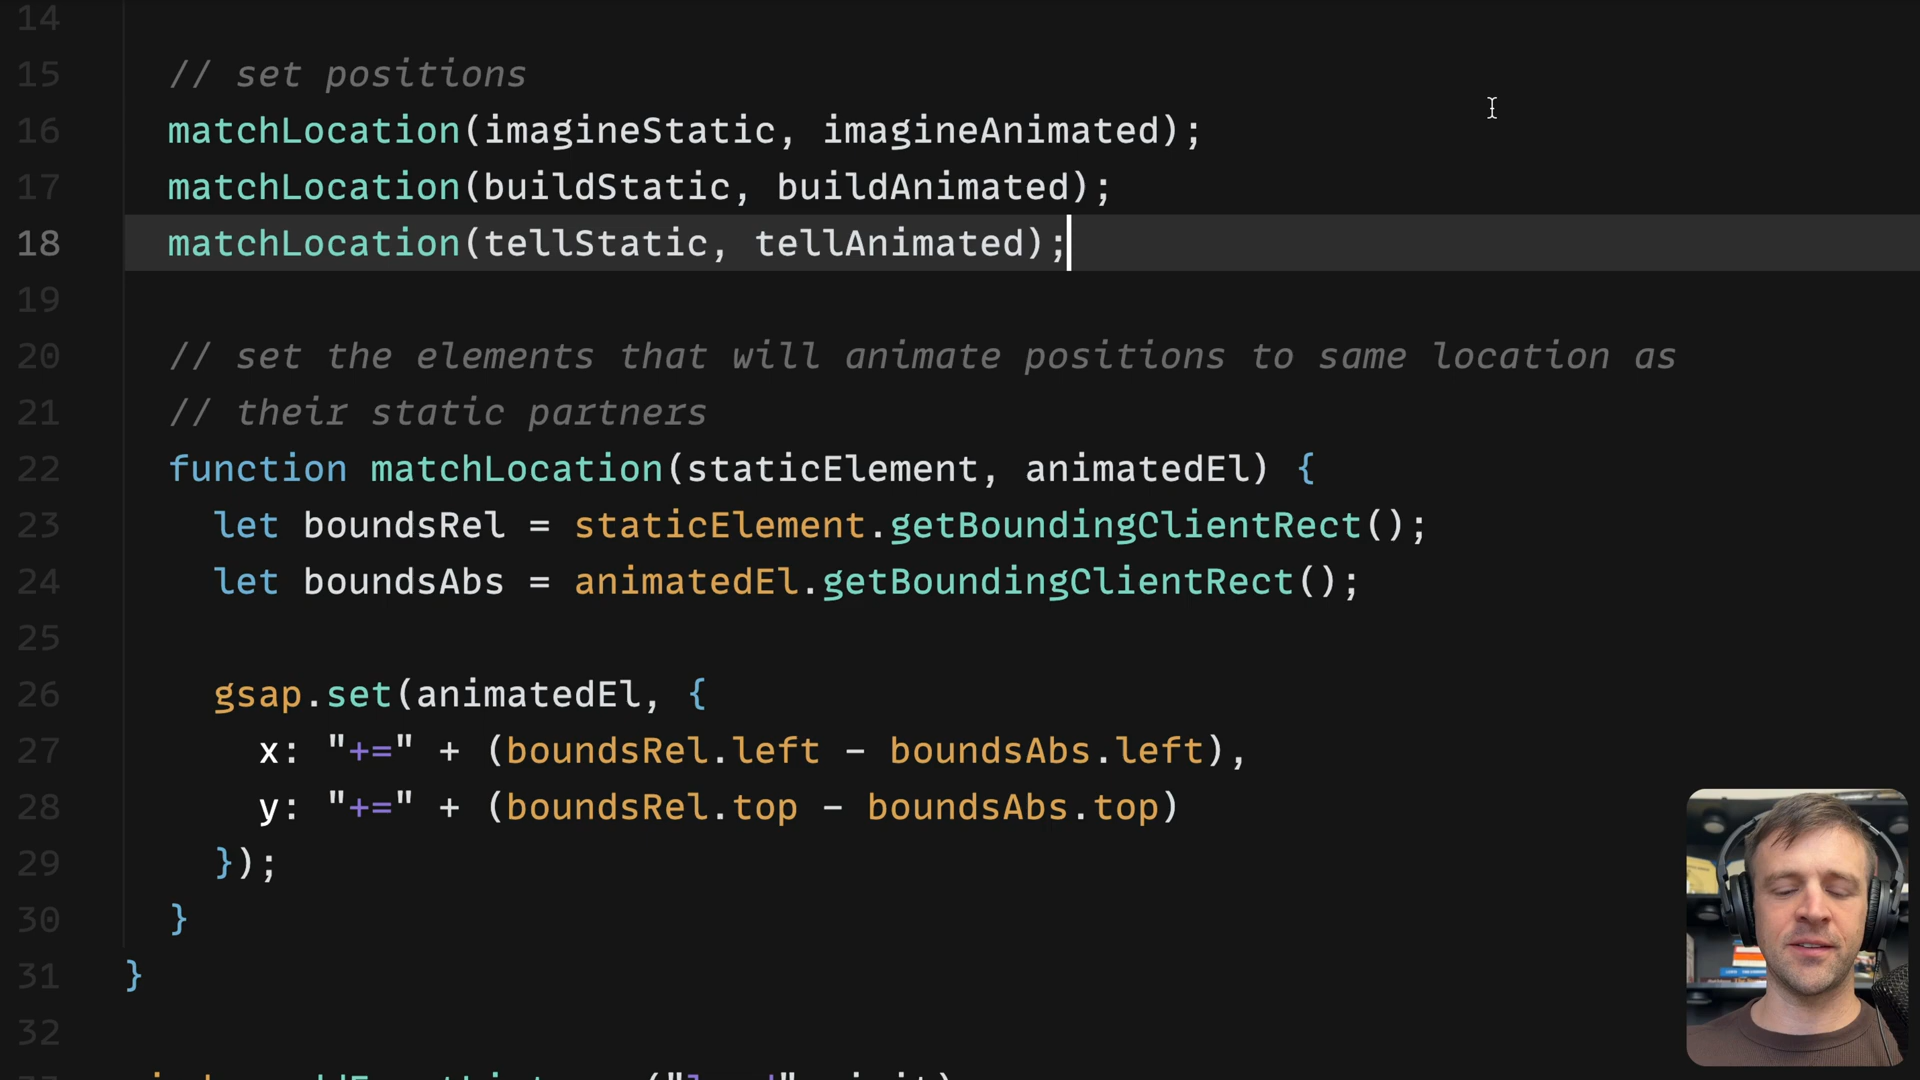 14
15 // set positions
16 matchLocation(imagineStatic, imagineAnimated);
17 matchLocation(buildStatic, buildAnimated);
18 matchLocation(tellStatic, tellAnimated);
19
20 // set the elements that will animate positions to same location as
21 // their static partners
22 function matchLocation(staticElement, animatedEl) {
23 let boundsRel = staticElement.getBoundingClientRect();
24 let boundsAbs = animatedEl.getBoundingClientRect();
25
26 gsap.set(animatedEl, {
27 x: "+=" + (boundsRel.left - boundsAbs.left),
28 y: "+=" + (boundsRel.top - boundsAbs.top)
29 });
30 }
31 }
32